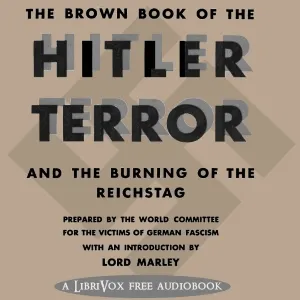 THE BROWN BOOK OF THE
HITLER
TERROR
AND THE BURNING OF THE
REICHSTAG
PREPARED BY THE WORLD COMMITTEE
FOR THE VICTIMS OF GERMAN FASCISM
WITH AN INTRODUCTION BY
LORD MARLEY
A LIBRIVOX FREE AUDIOBOOK